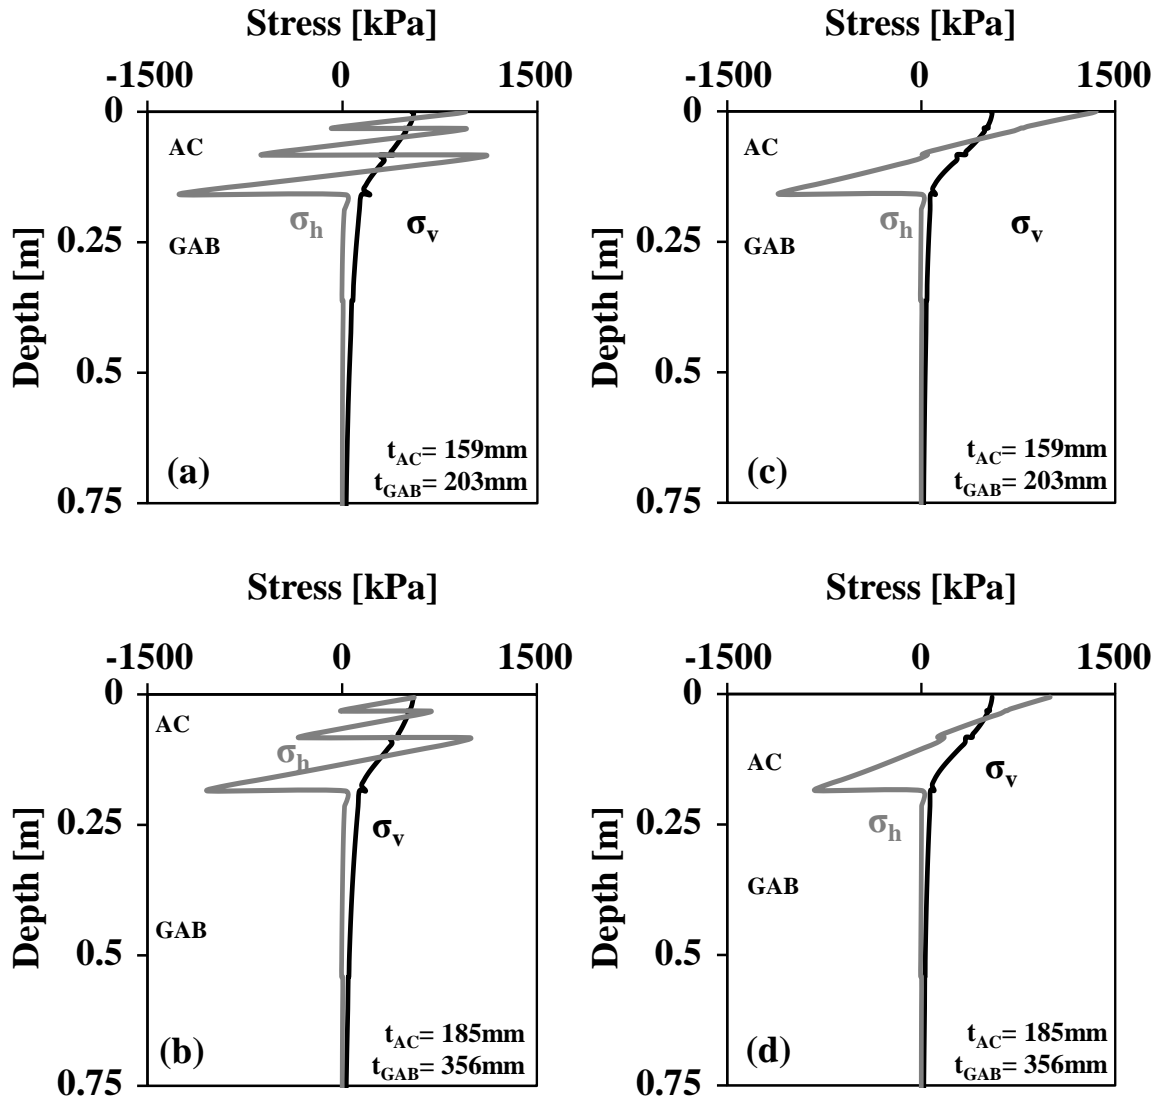 Stress [kPa]
-1500 0 1500
0
AC
σh
σv
0.25
GAB
Depth [m]
0.5
tAC= 159mm
(a)
tGAB= 203mm
0.75
Stress [kPa]
-1500 0 1500
0
AC
σh
σv
0.25
GAB
Depth [m]
0.5
tAC= 159mm
(c)
tGAB= 203mm
0.75
Stress [kPa]
-1500 0 1500
0
AC
σh
0.25
σv
GAB
Depth [m]
0.5
tAC= 185mm
(b)
tGAB= 356mm
0.75
Stress [kPa]
-1500 0 1500
0
AC
σv
0.25
σh
GAB
Depth [m]
0.5
tAC= 185mm
(d)
tGAB= 356mm
0.75